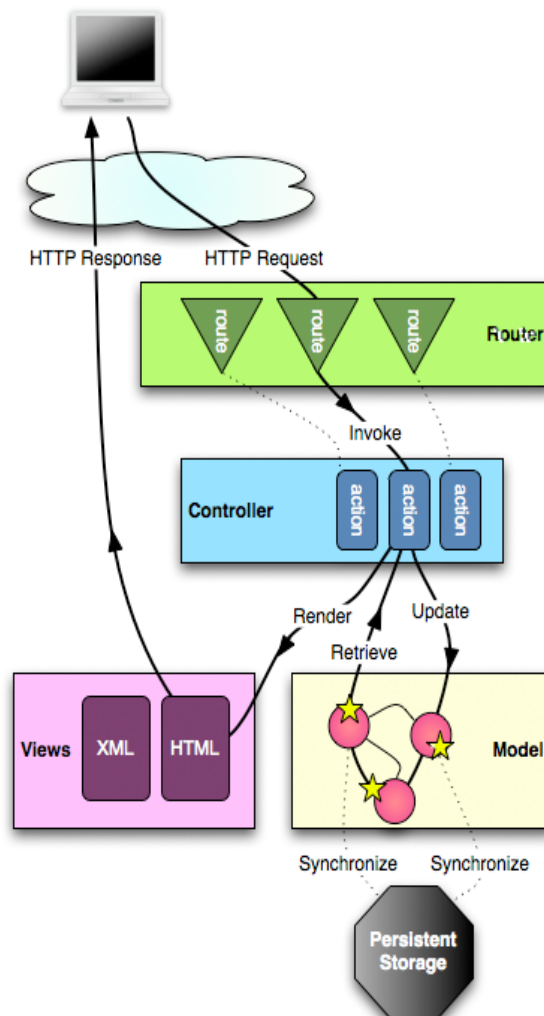 HTTP Response
HTTP Request
route
route
route
Router
Invoke
Controller
action
action
action
Render
Update
Retrieve
Views
XML
HTML
Model
Synchronize
Synchronize
Persistent
Storage